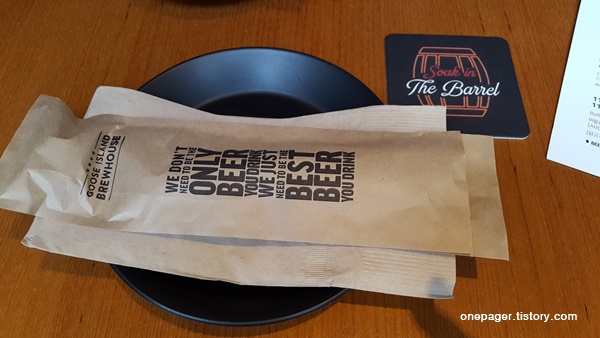 Soak in
The Barrel
GOOSE ISLAND
BREWHOUSE
WE DON'T
NEED TO BE THE
ONLY
BEER
YOU DRINK
WE JUST
NEED TO BE THE
BEST
BEER
YOU DRINK
onepager.tistory.com